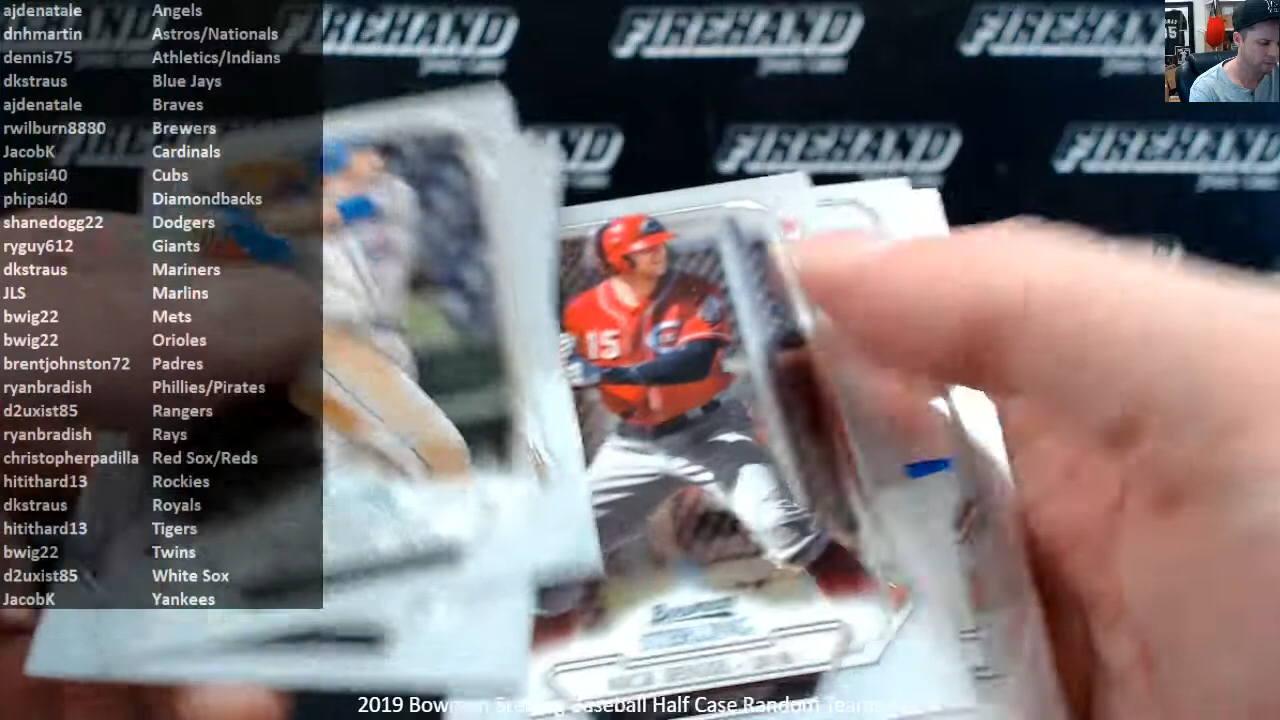 ajdenatale Angels
dnhmartin Astros/Nationals
dennis75 Athletics/Indians
dkstraus Blue Jays
ajdenatale Braves
rwilburn8880 Brewers
JacobK Cardinals
phipsi40 Cubs
phipsi40 Diamondbacks
shanedogg22 Dodgers
ryguy612 Giants
dkstraus Mariners
JLS Marlins
bwig22 Mets
bwig22 Orioles
brentjohnston72 Padres
ryanbradish Phillies/Pirates
d2uxist85 Rangers
ryanbradish Rays
christopherpadilla Red Sox/Reds
hitithard13 Rockies
dkstraus Royals
hitithard13 Tigers
bwig22 Twins
d2uxist85 White Sox
JacobK Yankees
FIREHAND FIREHAND FIREHAND
FIREHAND FIREHAND
15
Bowman
STERLING
2019 Bowman Sterling Baseball Half Case Random Teams